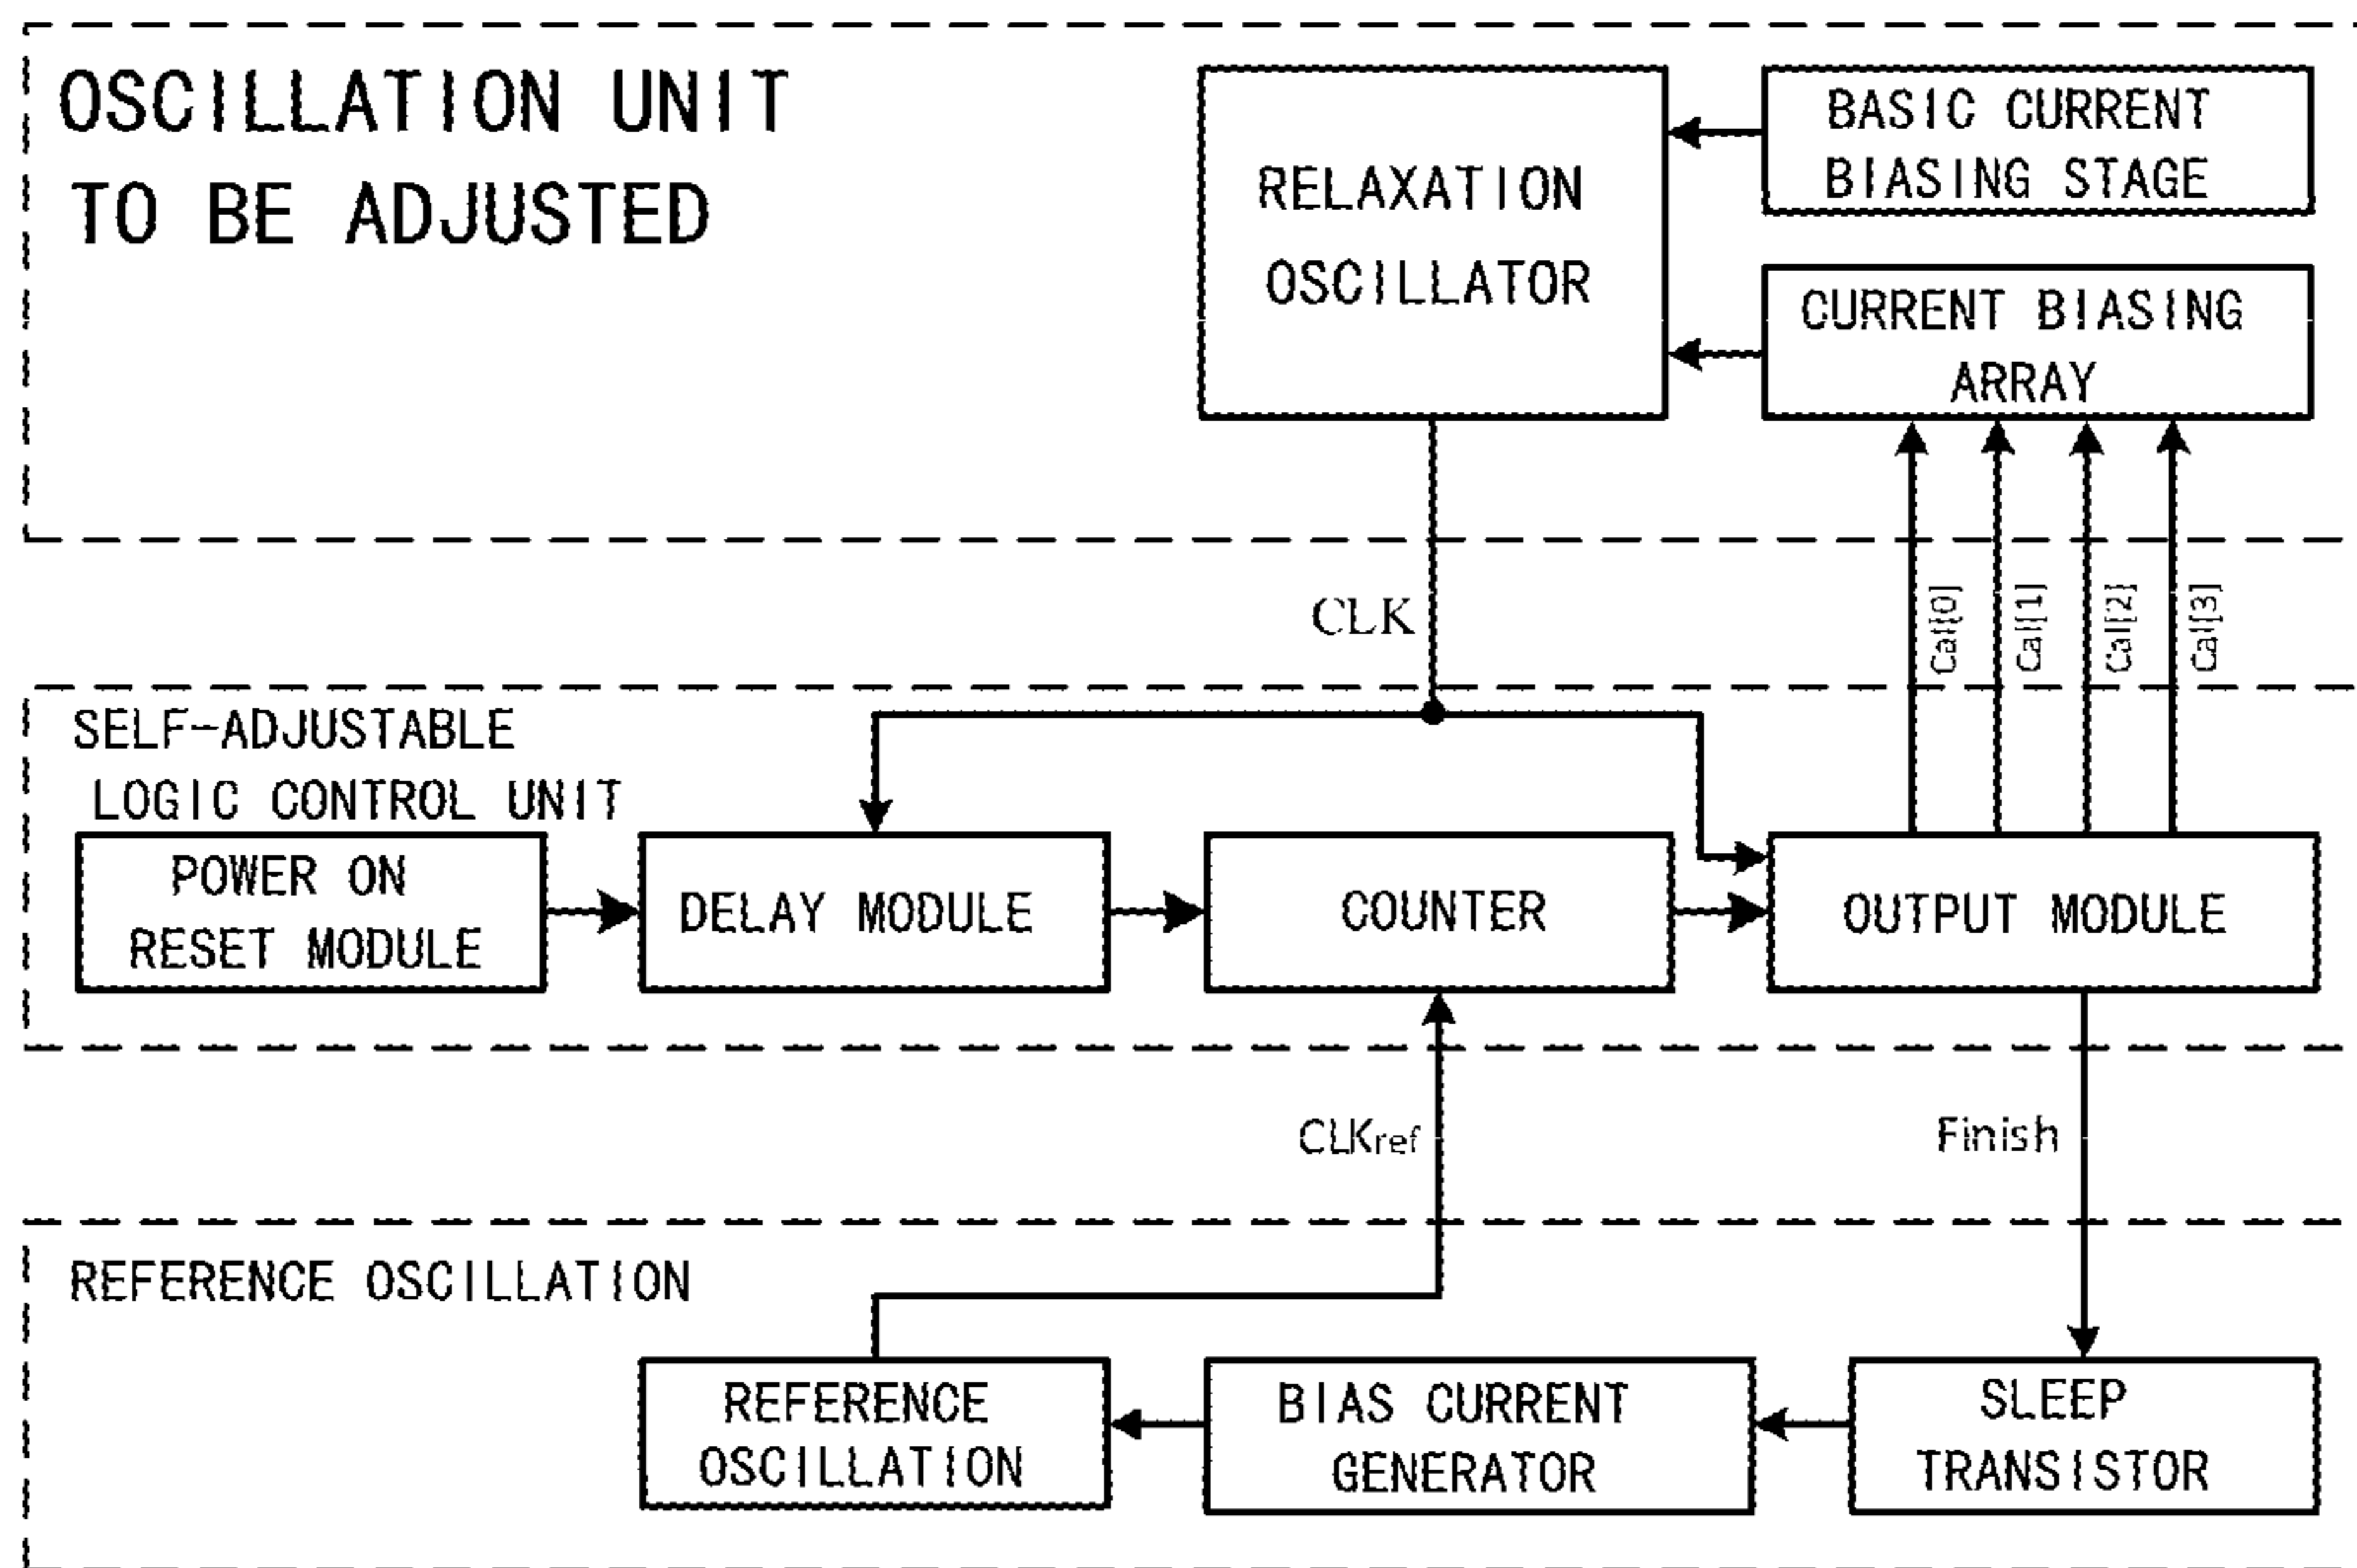 OSCILLATION UNIT
TO BE ADJUSTED
RELAXATION
OSCILLATOR
BASIC CURRENT
BIASING STAGE
CURRENT BIASING
ARRAY
CLK
Cal[0]
Cal[1]
Cal[2]
Cal[3]
SELF-ADJUSTABLE
LOGIC CONTROL UNIT
POWER ON
RESET MODULE
DELAY MODULE
COUNTER
OUTPUT MODULE
CLKref
Finish
REFERENCE OSCILLATION
REFERENCE
OSCILLATION
BIAS CURRENT
GENERATOR
SLEEP
TRANSISTOR